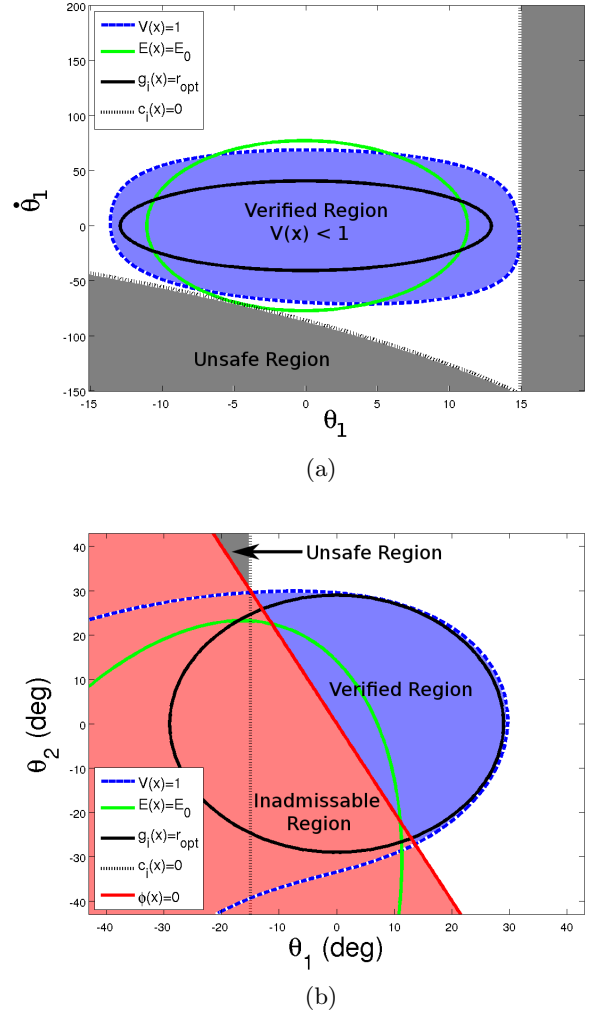 200
150
100
50
0
-50
-100
-150
V(x)=1
E(x)=E₀
gᵢ(x)=rₒₚₜ
cᵢ(x)=0
θ̇₁
Verified Region
V(x) < 1
Unsafe Region
-15 -10 -5 0 5 10 15
θ₁
(a)
40
30
20
10
0
-10
-20
-30
-40
Unsafe Region
Verified Region
θ₂ (deg)
Inadmissable
Region
V(x)=1
E(x)=E₀
gᵢ(x)=rₒₚₜ
cᵢ(x)=0
ϕ(x)=0
-40 -30 -20 -10 0 10 20 30 40
θ₁ (deg)
(b)